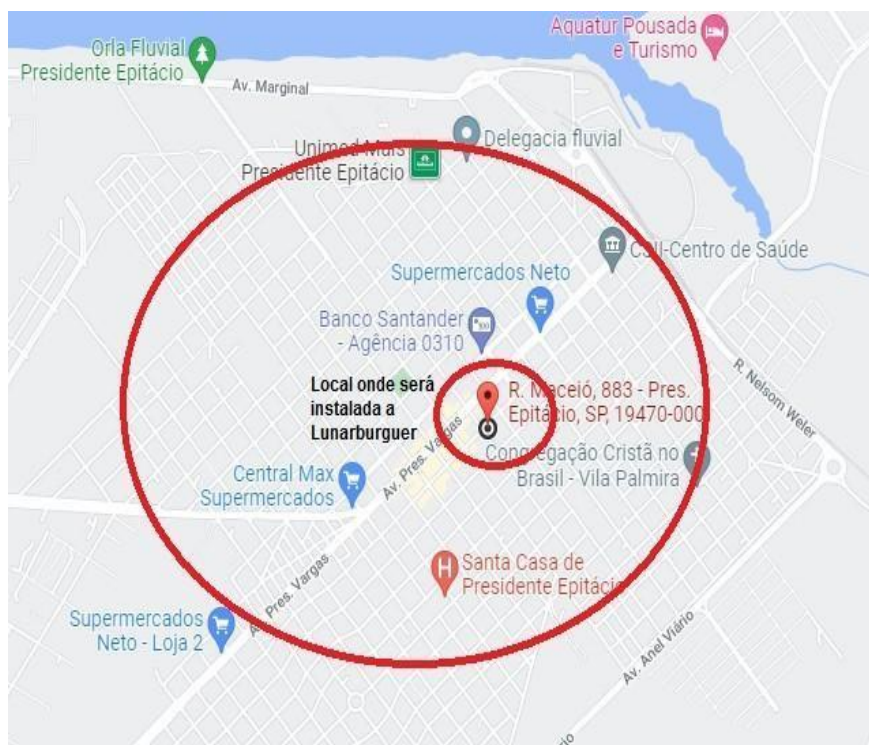 Aquatur Pousada
e Turismo
Orla Fluvial
Presidente Epitácio
Av. Marginal
Delegacia fluvial
Unimed Mais
Presidente Epitácio
CSII-Centro de Saúde
Supermercados Neto
Banco Santander
- Agência 0310
Local onde será
instalada a
Lunarburguer
R. Maceió, 883 - Pres.
Epitácio, SP, 19470-000
R. Nelsom Weler
Av. Pres. Vargas
Congregação Cristã no
Brasil - Vila Palmira
Central Max
Supermercados
Santa Casa de
Presidente Epitácio
Av. Pres. Vargas
Supermercados
Neto - Loja 2
Av. Anel Viário